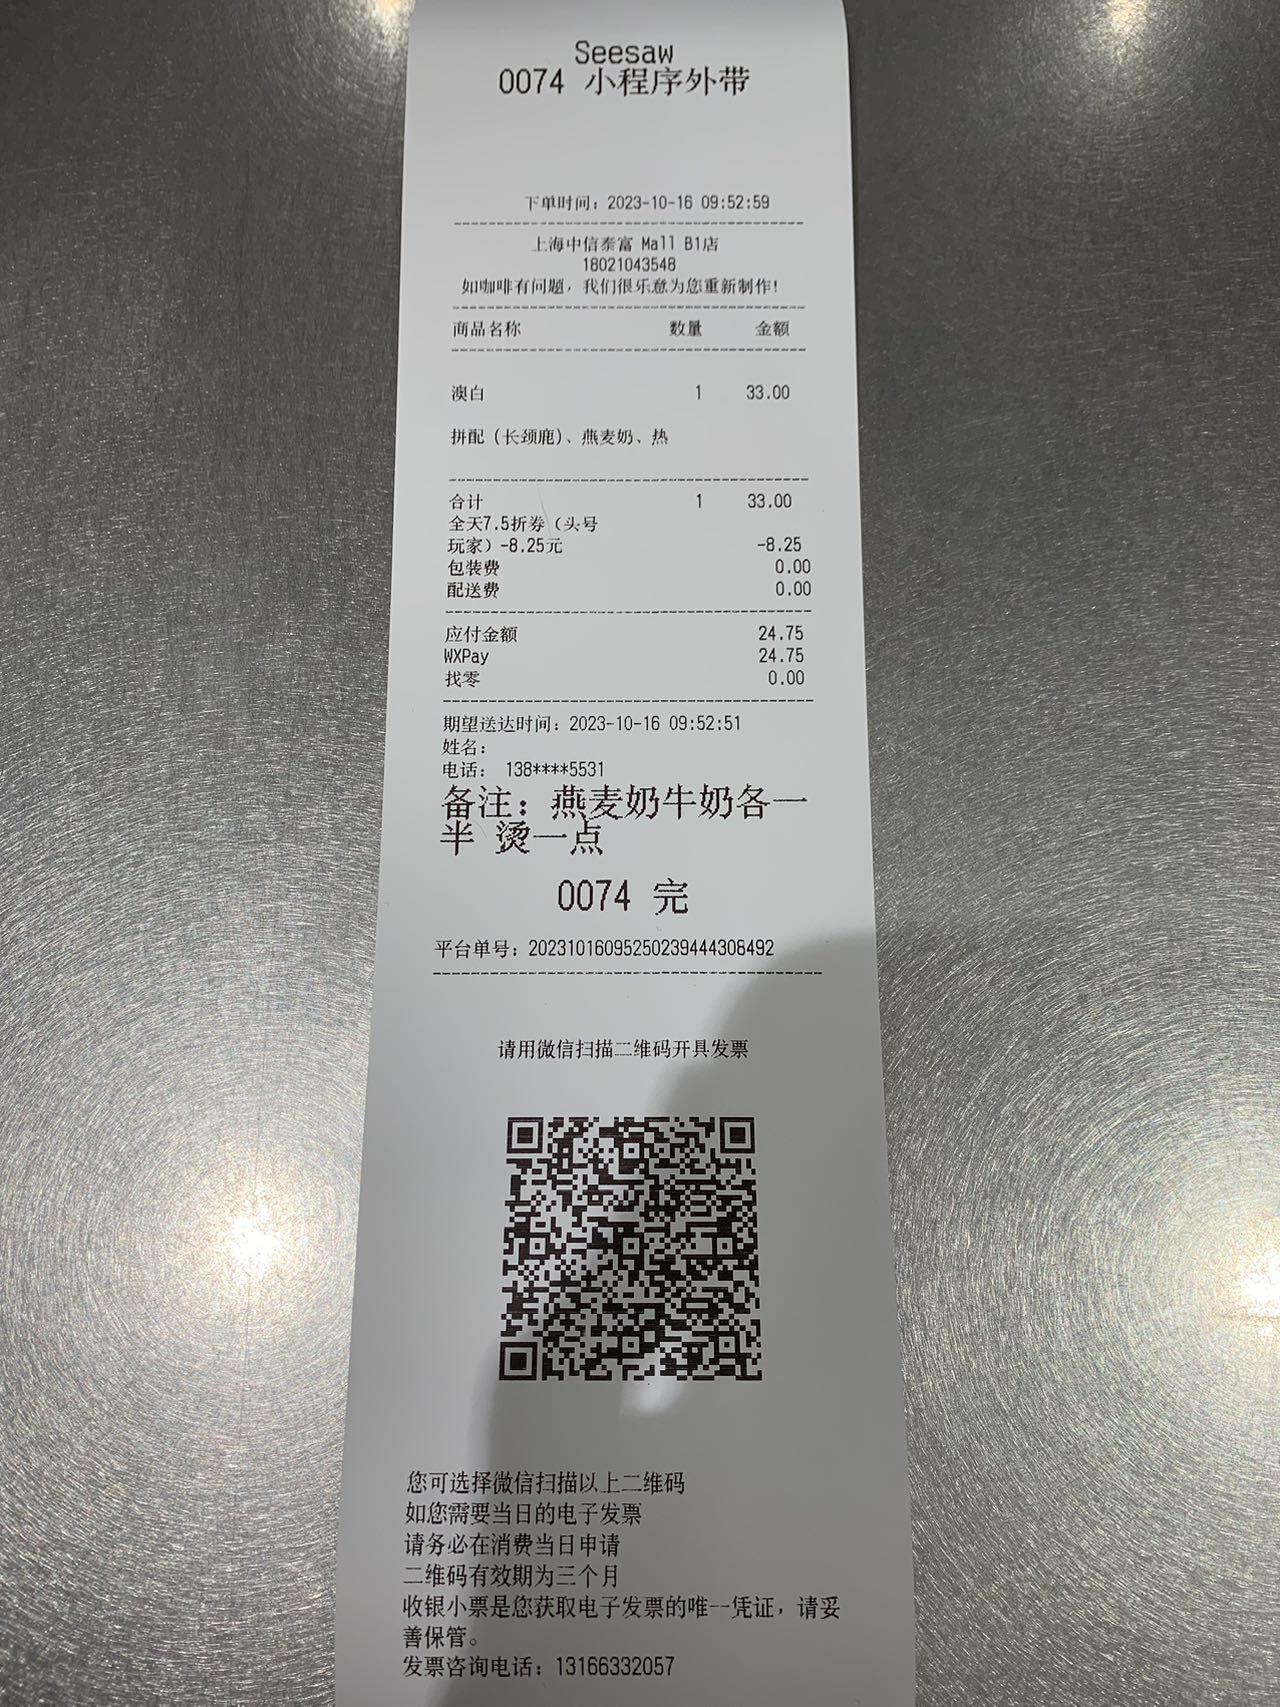 Seesaw
0074 小程序外带
下单时间：2023-10-16 09:52:59
上海中信泰富 Mall B1店
18021043548
如咖啡有问题，我们很乐意为您重新制作！
商品名称 数量 金额
澳白 1 33.00
拼配（长颈鹿）、燕麦奶、热
合计 1 33.00
全天7.5折券（头号
玩家）-8.25元 -8.25
包装费 0.00
配送费 0.00
应付金额 24.75
WXPay 24.75
找零 0.00
期望送达时间：2023-10-16 09:52:51
姓名：
电话： 138****5531
备注：燕麦奶牛奶各一
半 烫一点
0074 完
平台单号：20231016095250239444308492
请用微信扫描二维码开具发票
您可选择微信扫描以上二维码
如您需要当日的电子发票
请务必在消费当日申请
二维码有效期为三个月
收银小票是您获取电子发票的唯一凭证，请妥
善保管。
发票咨询电话：13166332057